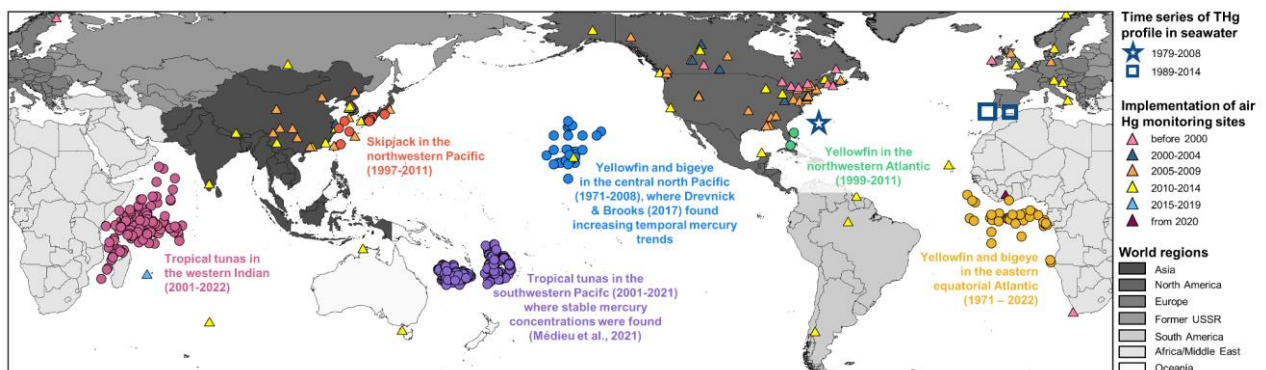 Skipjack in the
northwestern Pacific
(1997-2011)
Yellowfin and bigeye
in the central north Pacific
(1971-2008), where Drevnick
& Brooks (2017) found
increasing temporal mercury
trends
Yellowfin in the
northwestern Atlantic
(1999-2011)
Tropical tunas in
the western Indian
(2001-2022)
Tropical tunas in the
southwestern Pacifc (2001-2021)
where stable mercury
concentrations were found
(Médieu et al., 2021)
Yellowfin and bigeye
in the eastern
equatorial Atlantic
(1971 – 2022)
Time series of THg
profile in seawater
1979-2008
1989-2014
Implementation of air
Hg monitoring sites
before 2000
2000-2004
2005-2009
2010-2014
2015-2019
from 2020
World regions
Asia
North America
Europe
Former USSR
South America
Africa/Middle East
Oceania